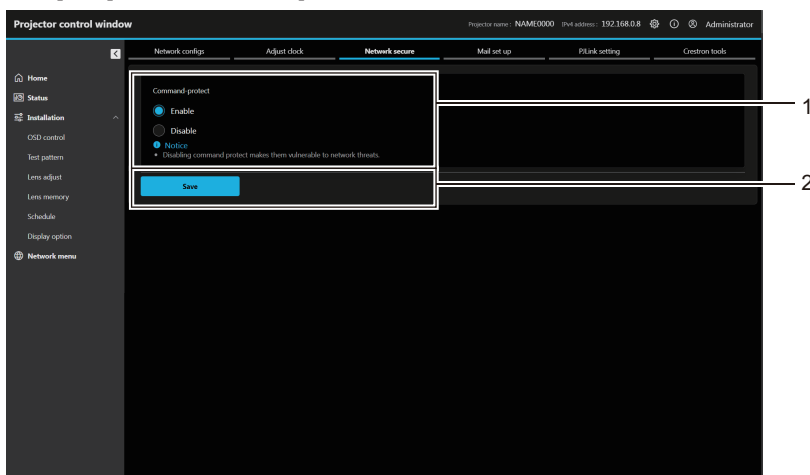 Projector control window
Projector name : NAME0000 IPv4 address : 192.168.0.8 Administrator
Network configs Adjust clock Network secure Mail set up PJLink setting Crestron tools
Home
Status
Installation
OSD control
Test pattern
Lens adjust
Lens memory
Schedule
Display option
Network menu
Command-protect
Enable
Disable
Notice
• Disabling command protect makes them vulnerable to network threats.
Save
1
2